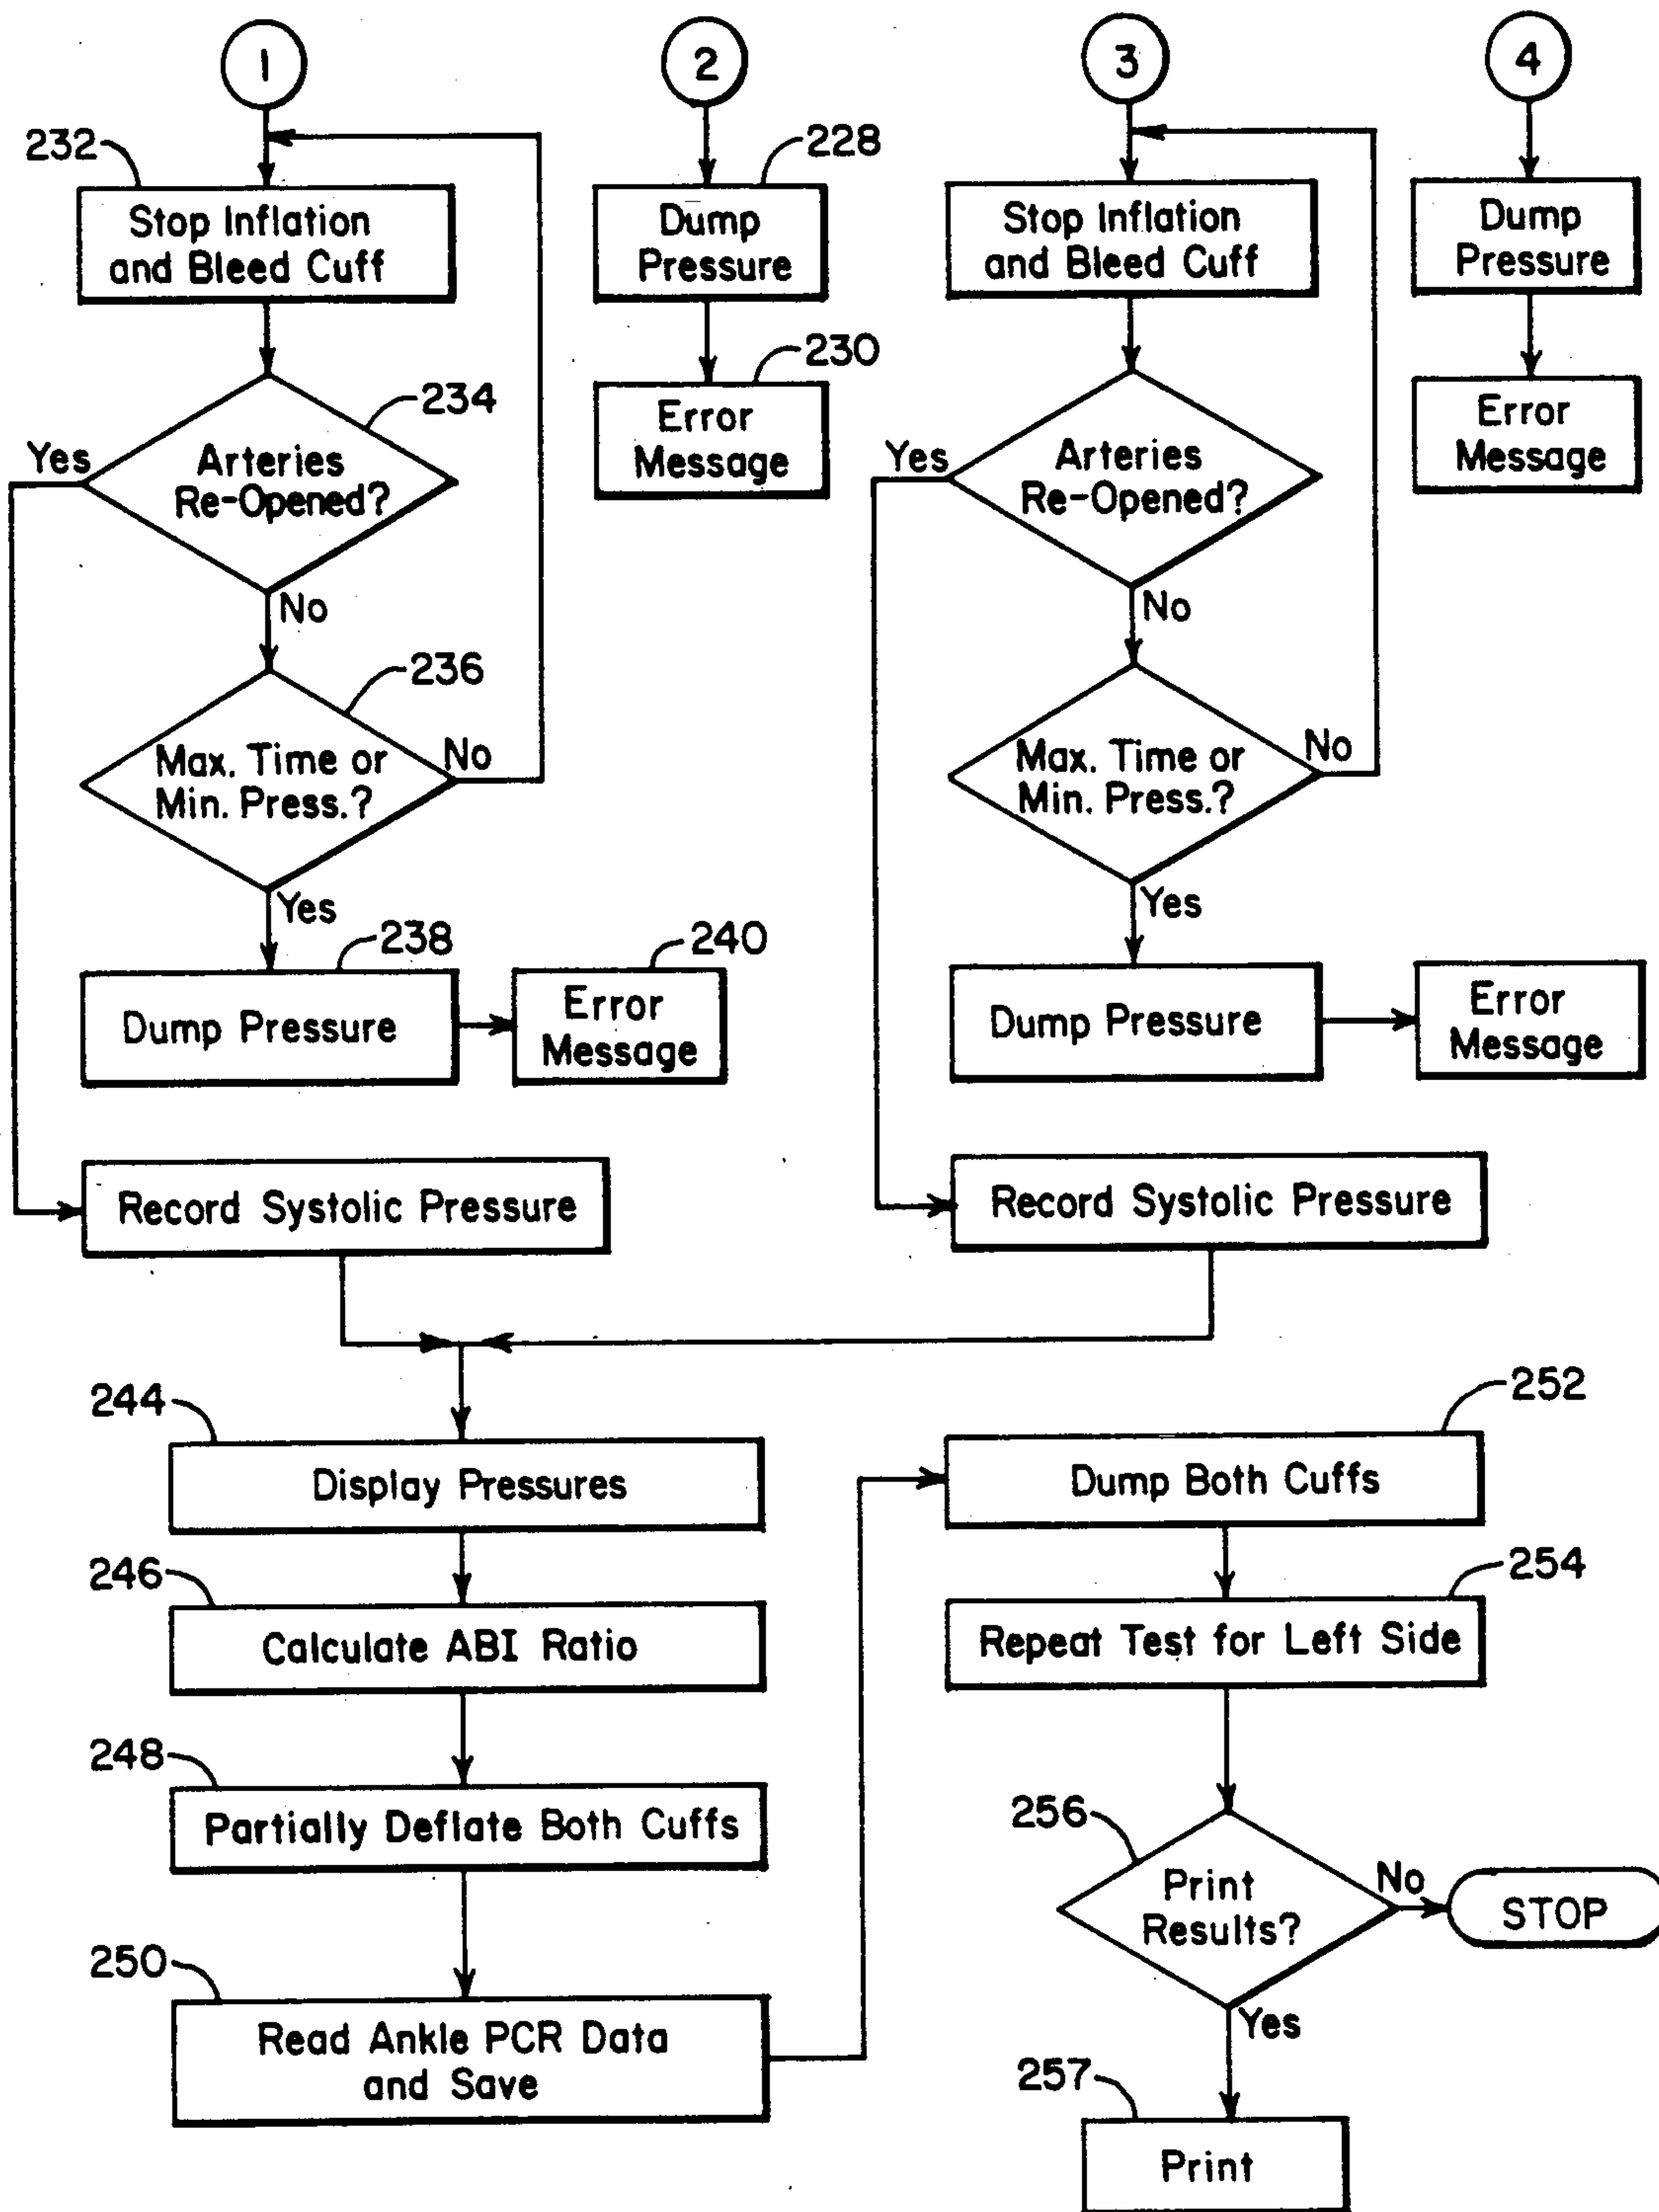 1
2
3
4
232
228
Stop Inflation
and Bleed Cuff
Dump
Pressure
Stop Inflation
and Bleed Cuff
Dump
Pressure
234
230
Yes
Arteries
Re-Opened?
Error
Message
Yes
Arteries
Re-Opened?
Error
Message
No
No
236
Max. Time or
Min. Press.?
No
Max. Time or
Min. Press.?
No
Yes
Yes
238
240
Dump Pressure
Error
Message
Dump Pressure
Error
Message
Record Systolic Pressure
Record Systolic Pressure
244
252
Display Pressures
Dump Both Cuffs
246
254
Calculate ABI Ratio
Repeat Test for Left Side
248
Partially Deflate Both Cuffs
256
Print
Results?
No
STOP
250
Read Ankle PCR Data
and Save
Yes
257
Print